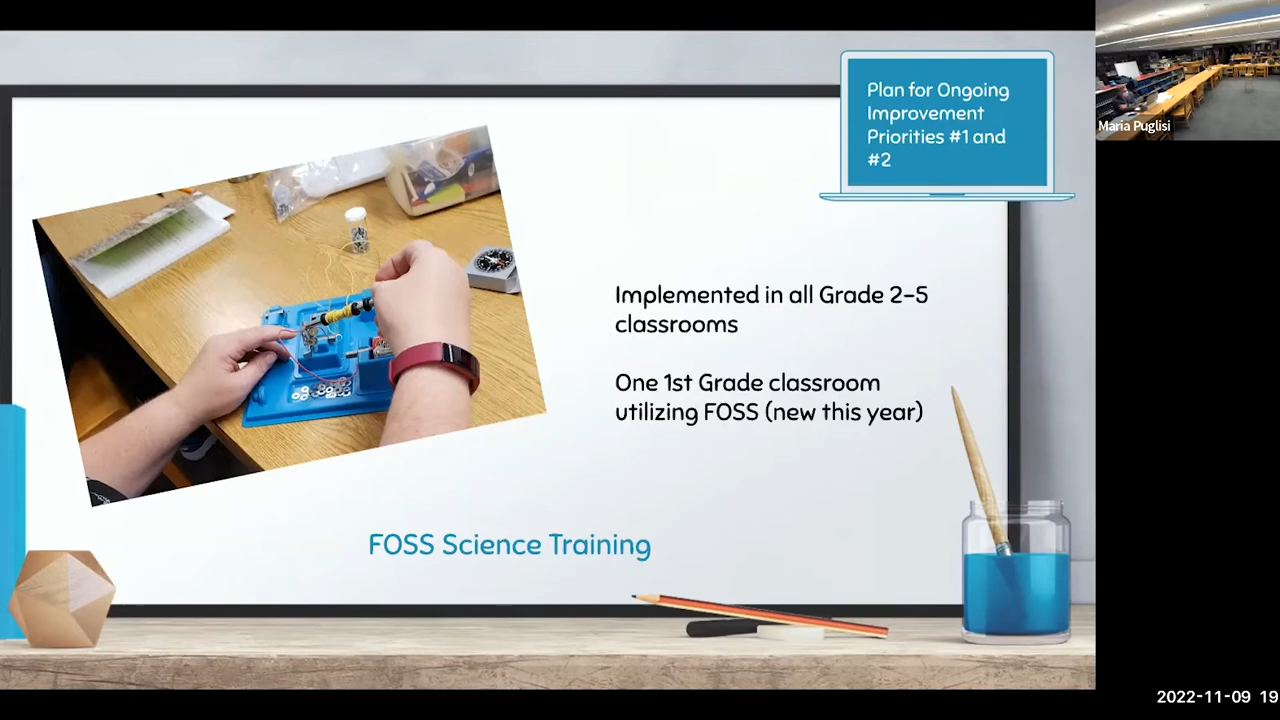 Plan for Ongoing
Improvement
Priorities #1 and
#2
Maria Puglisi
Implemented in all Grade 2-5
classrooms
One 1st Grade classroom
utilizing FOSS (new this year)
FOSS Science Training
2022-11-09 19